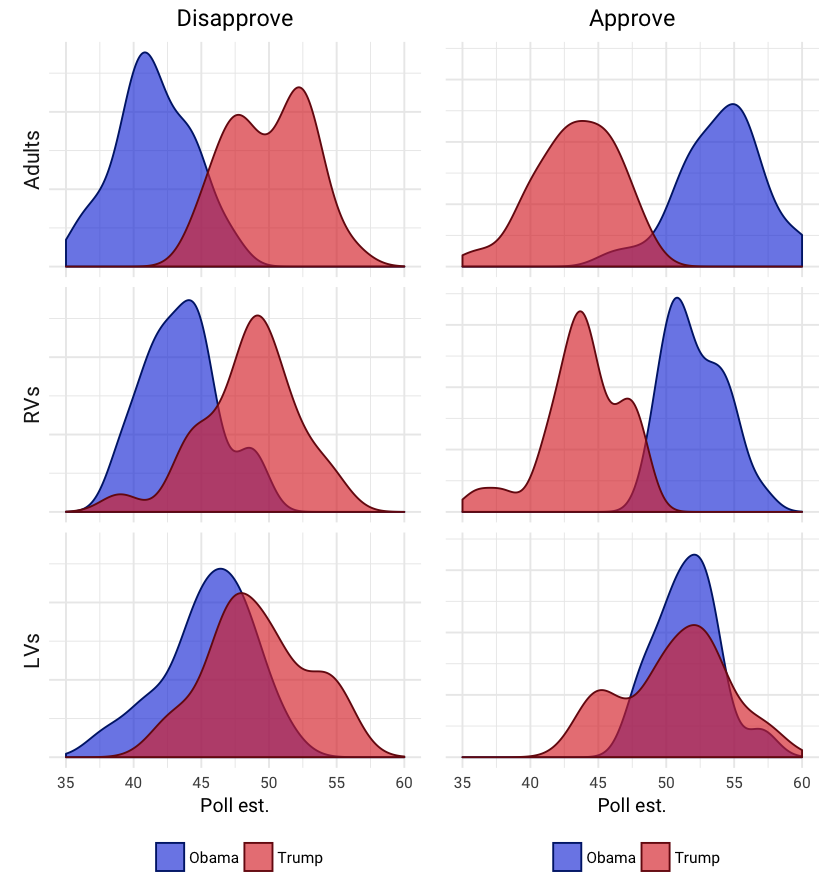 Disapprove Approve
Adults
RVs
LVs
35 40 45 50 55 60 35 40 45 50 55 60
Poll est. Poll est.
Obama Trump Obama Trump